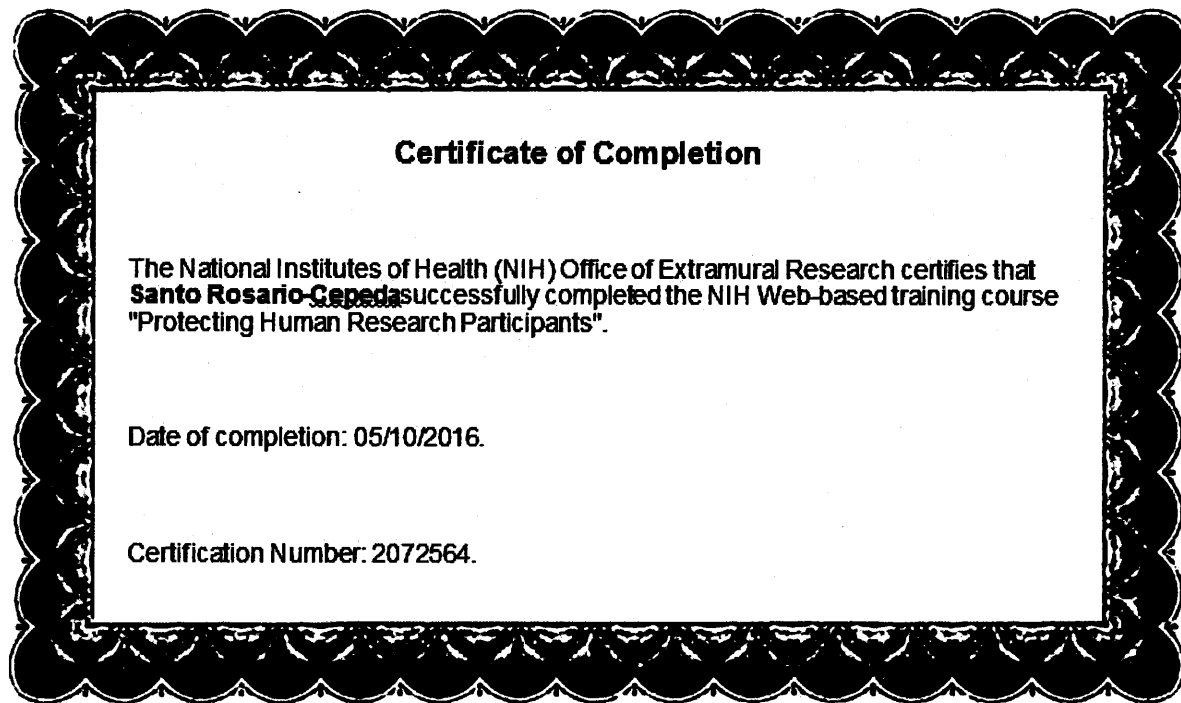 Certificate of Completion
The National Institutes of Health (NIH) Office of Extramural Research certifies that
Santo Rosario-Cepedasuccessfully completed the NIH Web-based training course
"Protecting Human Research Participants".
Date of completion: 05/10/2016.
Certification Number: 2072564.